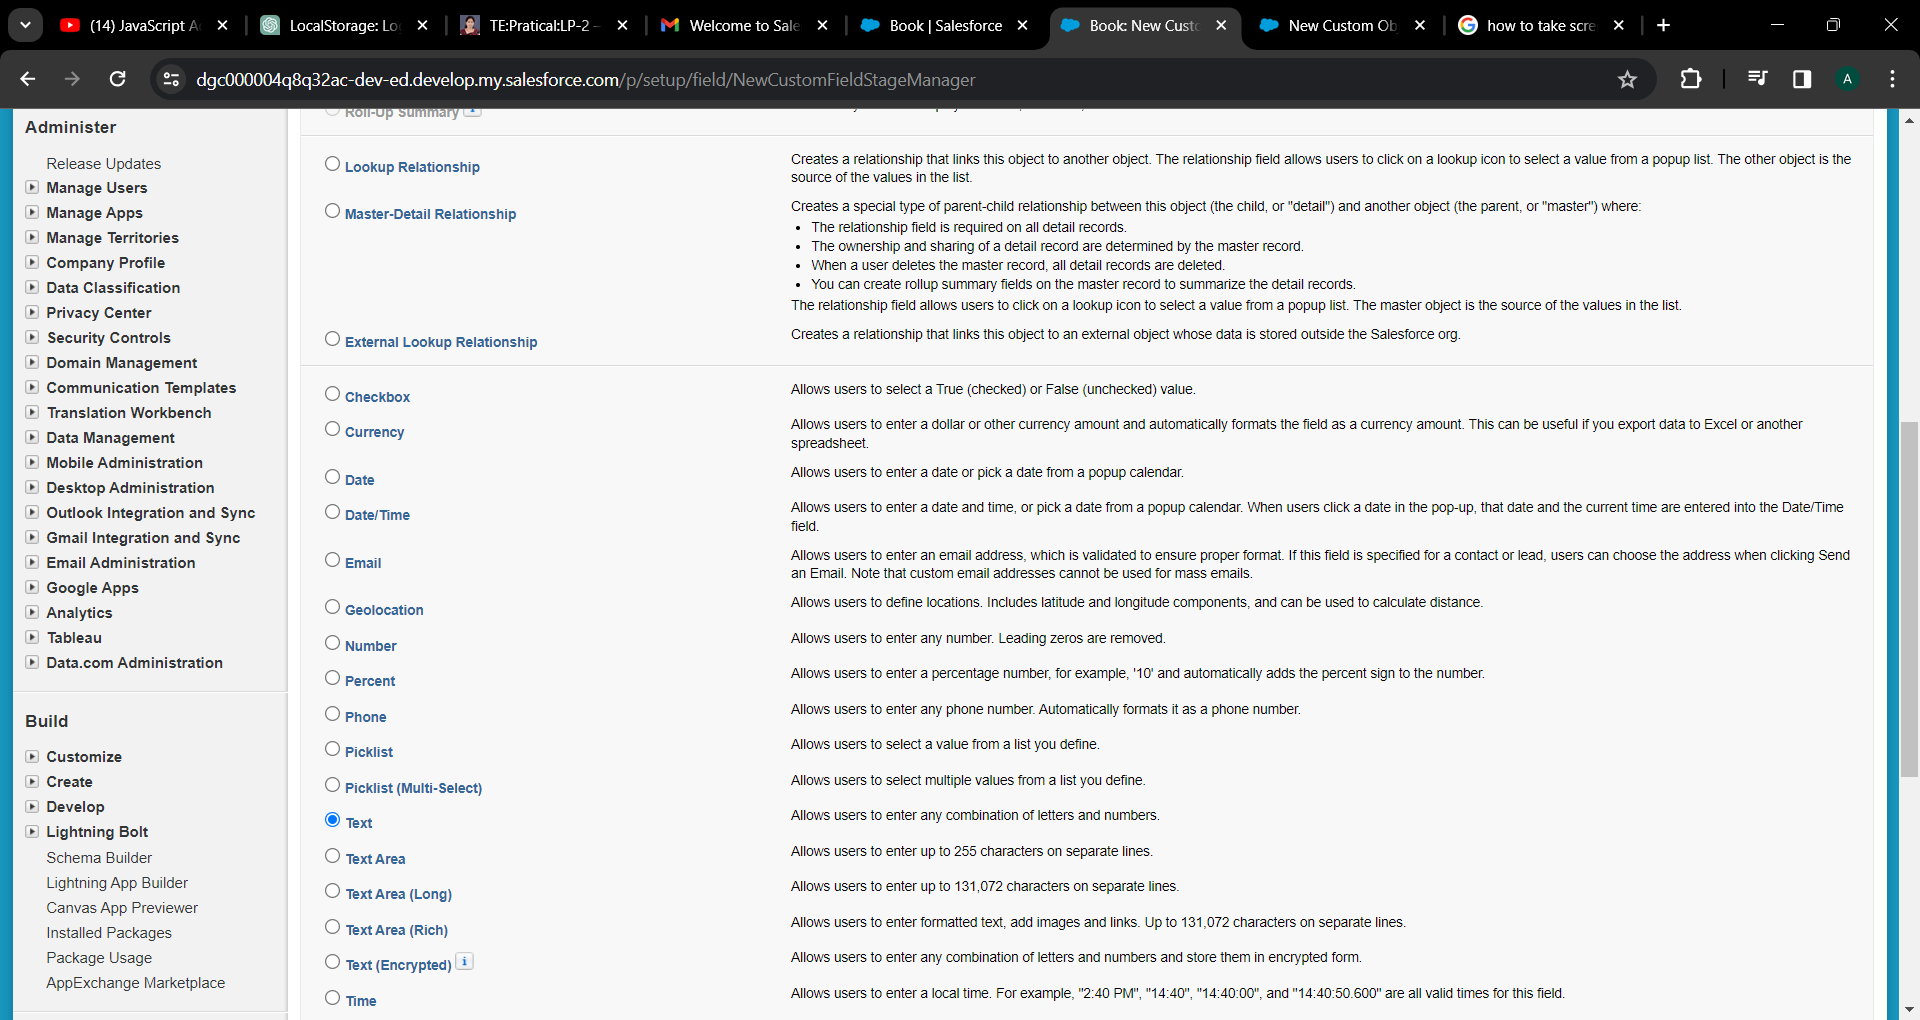 (14) JavaScript A
LocalStorage: Lo
TE:Pratical:LP-2 -
Welcome to Sale
Book | Salesforce
Book: New Custo
New Custom Ob
how to take scre
dgc000004q8q32ac-dev-ed.develop.my.salesforce.com/p/setup/field/NewCustomFieldStageManager
A
Administer
Release Updates
Manage Users
Manage Apps
Manage Territories
Company Profile
Data Classification
Privacy Center
Security Controls
Domain Management
Communication Templates
Translation Workbench
Data Management
Mobile Administration
Desktop Administration
Outlook Integration and Sync
Gmail Integration and Sync
Email Administration
Google Apps
Analytics
Tableau
Data.com Administration
Build
Customize
Create
Develop
Lightning Bolt
Schema Builder
Lightning App Builder
Canvas App Previewer
Installed Packages
Package Usage
AppExchange Marketplace
Roll-Up Summary
Lookup Relationship
Creates a relationship that links this object to another object. The relationship field allows users to click on a lookup icon to select a value from a popup list. The other object is the
source of the values in the list.
Master-Detail Relationship
Creates a special type of parent-child relationship between this object (the child, or "detail") and another object (the parent, or "master") where:
• The relationship field is required on all detail records.
• The ownership and sharing of a detail record are determined by the master record.
• When a user deletes the master record, all detail records are deleted.
• You can create rollup summary fields on the master record to summarize the detail records.
The relationship field allows users to click on a lookup icon to select a value from a popup list. The master object is the source of the values in the list.
External Lookup Relationship
Creates a relationship that links this object to an external object whose data is stored outside the Salesforce org.
Checkbox
Allows users to select a True (checked) or False (unchecked) value.
Currency
Allows users to enter a dollar or other currency amount and automatically formats the field as a currency amount. This can be useful if you export data to Excel or another
spreadsheet.
Date
Allows users to enter a date or pick a date from a popup calendar.
Date/Time
Allows users to enter a date and time, or pick a date from a popup calendar. When users click a date in the pop-up, that date and the current time are entered into the Date/Time
field.
Email
Allows users to enter an email address, which is validated to ensure proper format. If this field is specified for a contact or lead, users can choose the address when clicking Send
an Email. Note that custom email addresses cannot be used for mass emails.
Geolocation
Allows users to define locations. Includes latitude and longitude components, and can be used to calculate distance.
Number
Allows users to enter any number. Leading zeros are removed.
Percent
Allows users to enter a percentage number, for example, '10' and automatically adds the percent sign to the number.
Phone
Allows users to enter any phone number. Automatically formats it as a phone number.
Picklist
Allows users to select a value from a list you define.
Picklist (Multi-Select)
Allows users to select multiple values from a list you define.
Text
Allows users to enter any combination of letters and numbers.
Text Area
Allows users to enter up to 255 characters on separate lines.
Text Area (Long)
Allows users to enter up to 131,072 characters on separate lines.
Text Area (Rich)
Allows users to enter formatted text, add images and links. Up to 131,072 characters on separate lines.
Text (Encrypted) i
Allows users to enter any combination of letters and numbers and store them in encrypted form.
Time
Allows users to enter a local time. For example, "2:40 PM", "14:40", "14:40:00", and "14:40:50.600" are all valid times for this field.